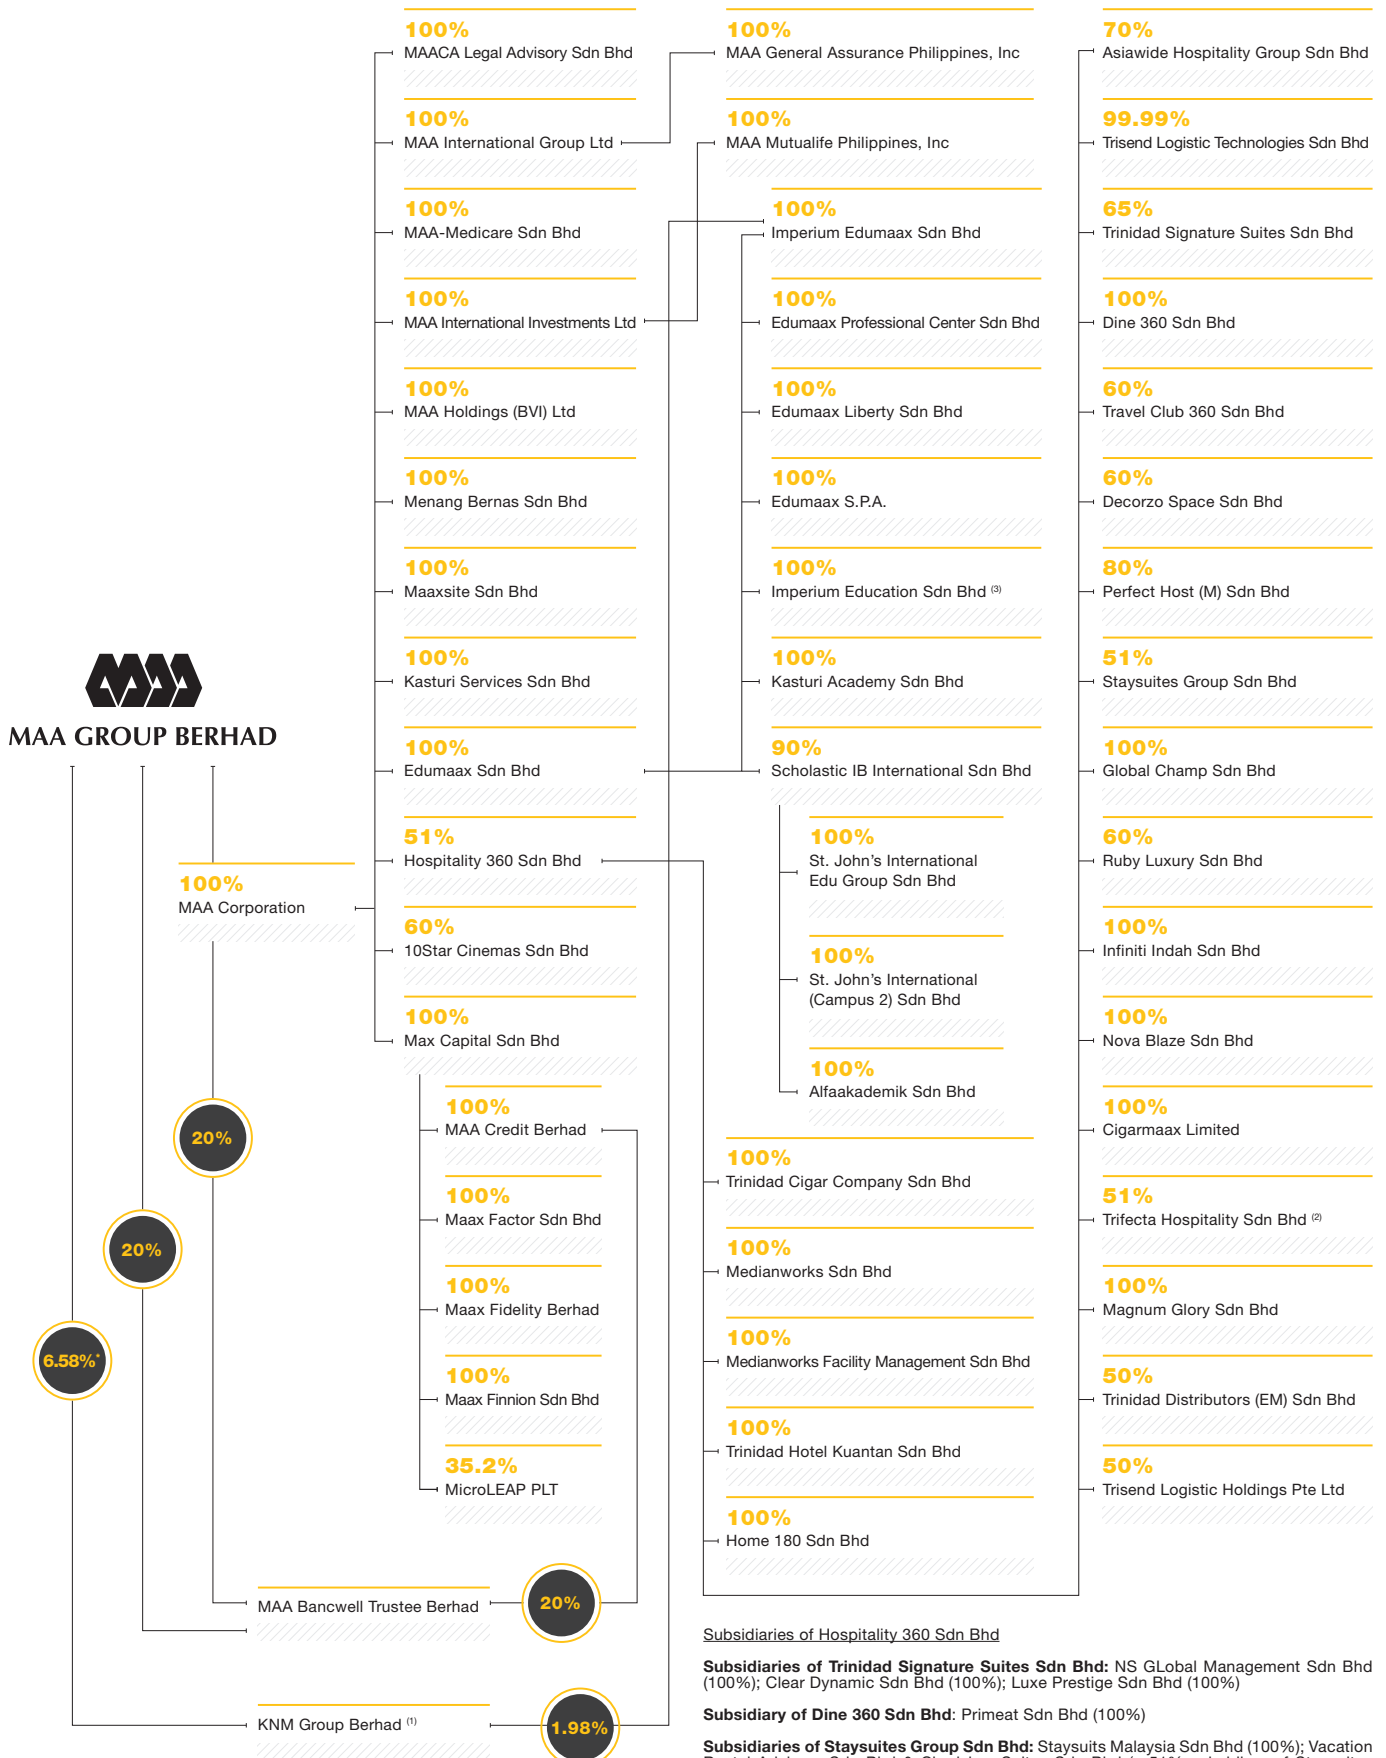 MAA GROUP BERHAD
100%
MAA Corporation
20%
20%
6.58%*
100%
MAACA Legal Advisory Sdn Bhd
100%
MAA International Group Ltd
100%
MAA-Medicare Sdn Bhd
100%
MAA International Investments Ltd
100%
MAA Holdings (BVI) Ltd
100%
Menang Bernas Sdn Bhd
100%
Maaxsite Sdn Bhd
100%
Kasturi Services Sdn Bhd
100%
Edumaax Sdn Bhd
51%
Hospitality 360 Sdn Bhd
60%
10Star Cinemas Sdn Bhd
100%
Max Capital Sdn Bhd
100%
MAA Credit Berhad
100%
Maax Factor Sdn Bhd
100%
Maax Fidelity Berhad
100%
Maax Finnion Sdn Bhd
35.2%
MicroLEAP PLT
MAA Bancwell Trustee Berhad
20%
KNM Group Berhad (1)
1.98%
100%
MAA General Assurance Philippines, Inc
100%
MAA Mutualife Philippines, Inc
100%
Imperium Edumaax Sdn Bhd
100%
Edumaax Professional Center Sdn Bhd
100%
Edumaax Liberty Sdn Bhd
100%
Edumaax S.P.A.
100%
Imperium Education Sdn Bhd (3)
100%
Kasturi Academy Sdn Bhd
90%
Scholastic IB International Sdn Bhd
100%
St. John's International
Edu Group Sdn Bhd
100%
St. John's International
(Campus 2) Sdn Bhd
100%
Alfaakademik Sdn Bhd
100%
Trinidad Cigar Company Sdn Bhd
100%
Medianworks Sdn Bhd
100%
Medianworks Facility Management Sdn Bhd
100%
Trinidad Hotel Kuantan Sdn Bhd
100%
Home 180 Sdn Bhd
70%
Asiawide Hospitality Group Sdn Bhd
99.99%
Trisend Logistic Technologies Sdn Bhd
65%
Trinidad Signature Suites Sdn Bhd
100%
Dine 360 Sdn Bhd
60%
Travel Club 360 Sdn Bhd
60%
Decorzo Space Sdn Bhd
80%
Perfect Host (M) Sdn Bhd
51%
Staysuites Group Sdn Bhd
100%
Global Champ Sdn Bhd
60%
Ruby Luxury Sdn Bhd
100%
Infiniti Indah Sdn Bhd
100%
Nova Blaze Sdn Bhd
100%
Cigarmaax Limited
51%
Trifecta Hospitality Sdn Bhd (2)
100%
Magnum Glory Sdn Bhd
50%
Trinidad Distributors (EM) Sdn Bhd
50%
Trisend Logistic Holdings Pte Ltd
Subsidiaries of Hospitality 360 Sdn Bhd
Subsidiaries of Trinidad Signature Suites Sdn Bhd: NS GLobal Management Sdn Bhd
(100%); Clear Dynamic Sdn Bhd (100%); Luxe Prestige Sdn Bhd (100%)
Subsidiary of Dine 360 Sdn Bhd: Primeat Sdn Bhd (100%)
Subsidiaries of Staysuites Group Sdn Bhd: Staysuits Malaysia Sdn Bhd (100%); Vacation